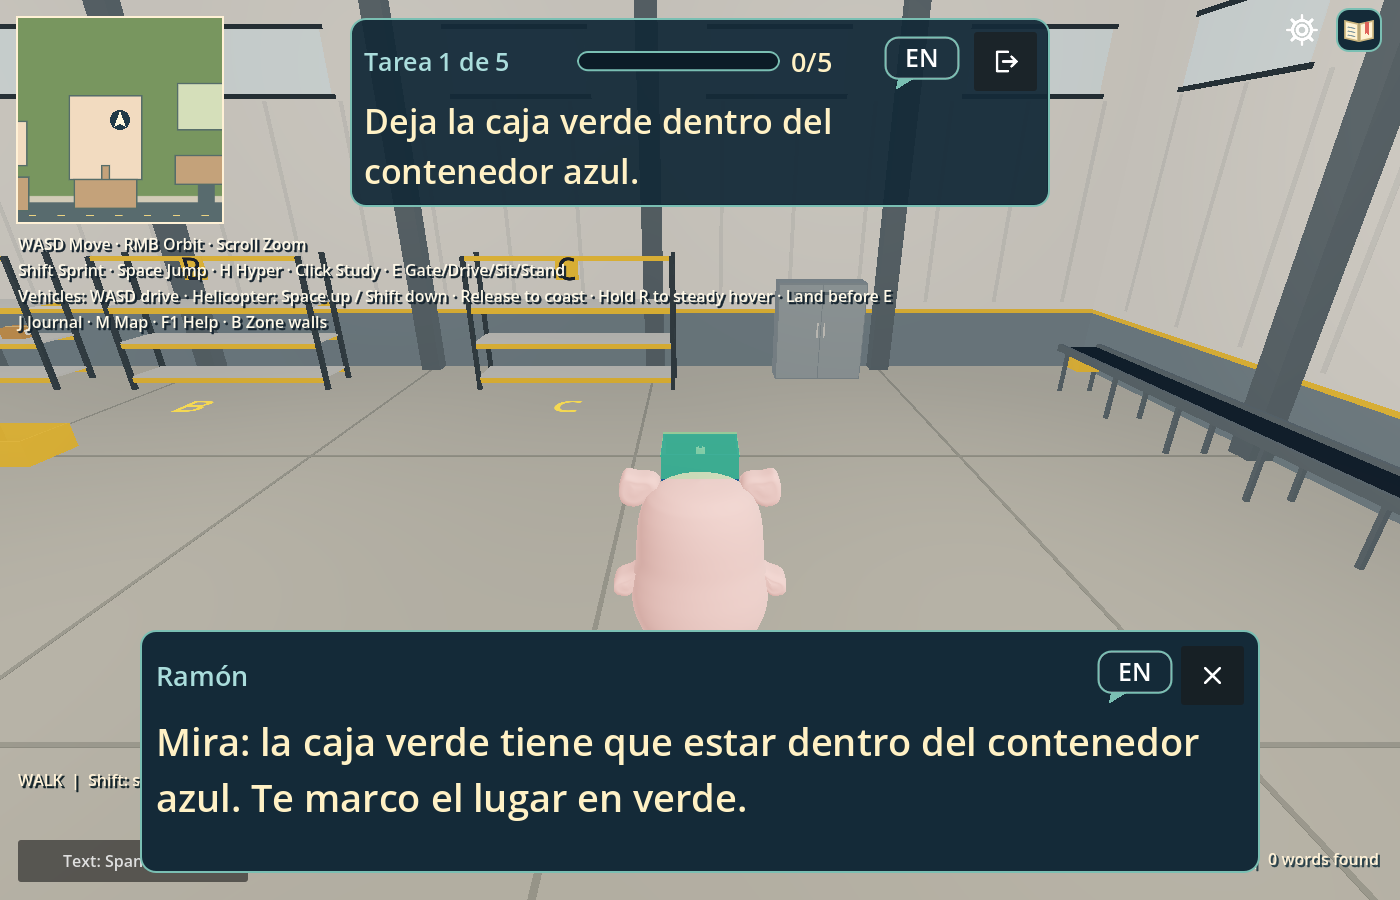 Tarea 1 de 5
0/5
EN
Deja la caja verde dentro del
contenedor azul.
WASD Move · RMB Orbit · Scroll Zoom
Shift Sprint · Space Jump · H Hyper · Click Study · E Gate/Drive/Sit/Stand
Vehicles: WASD drive · Helicopter: Space up / Shift down · Release to coast · Hold R to steady hover · Land before E
J Journal · M Map · F1 Help · B Zone walls
B
C
B
C
Ramón
EN
Mira: la caja verde tiene que estar dentro del contenedor
azul. Te marco el lugar en verde.
WALK | Shift:
Text:
0 words found